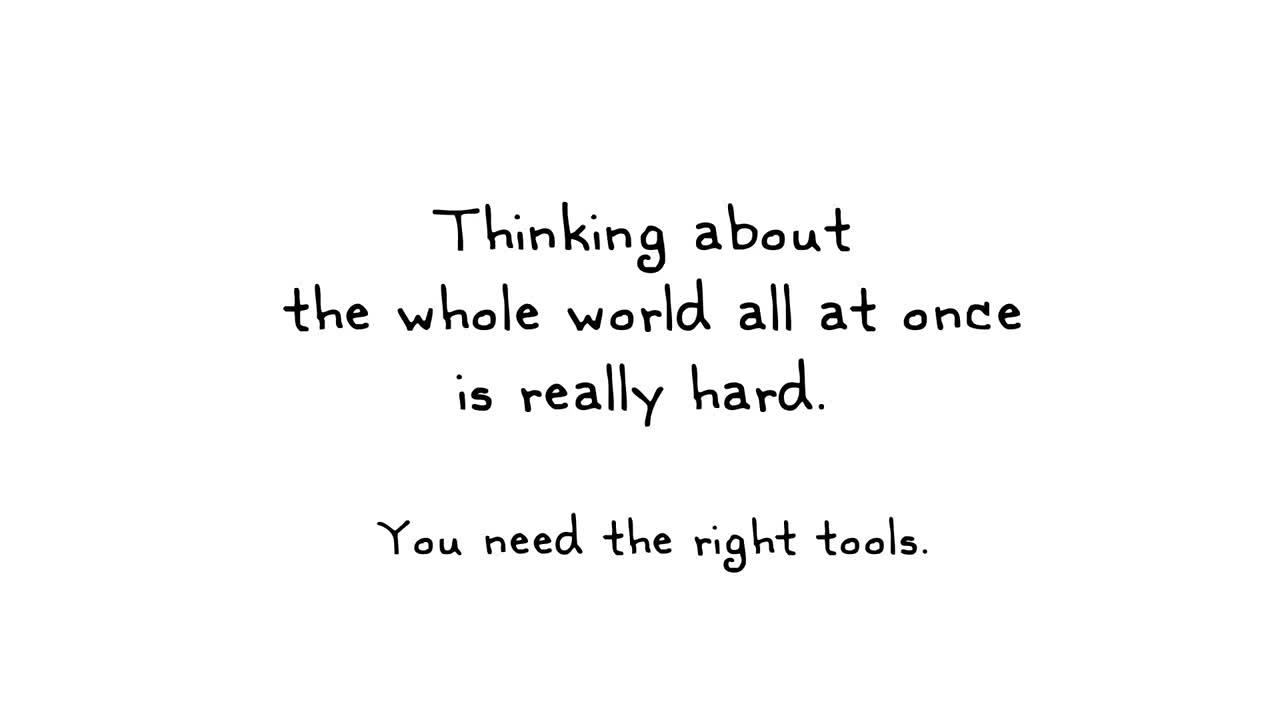 Thinking about
the whole world all at once
is really hard.
You need the right tools.